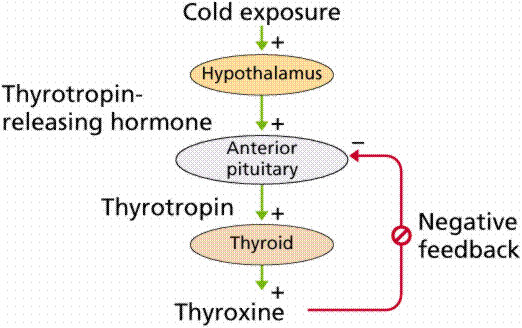 Cold exposure
+
Hypothalamus
Thyrotropin-
releasing hormone
+
Anterior
pituitary
−
Thyrotropin
+
Thyroid
Negative
feedback
+
Thyroxine